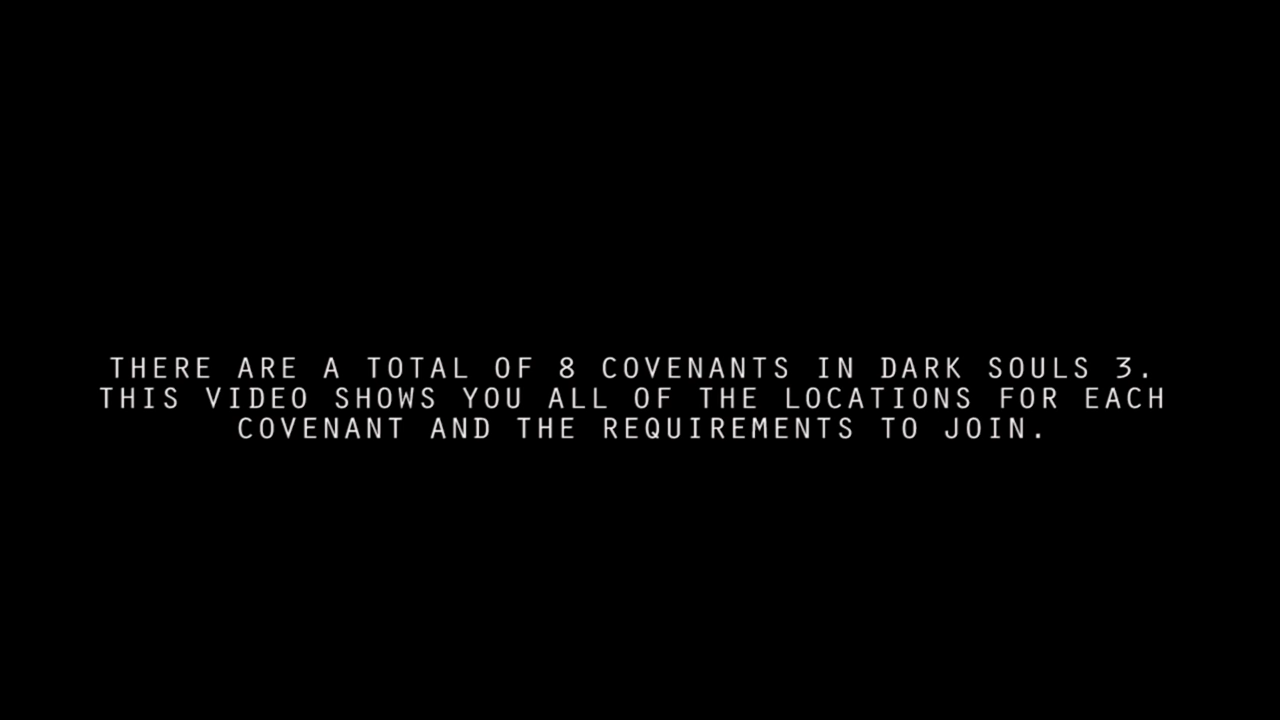 THERE ARE A TOTAL OF 8 COVENANTS IN DARK SOULS 3.
THIS VIDEO SHOWS YOU ALL OF THE LOCATIONS FOR EACH
COVENANT AND THE REQUIREMENTS TO JOIN.